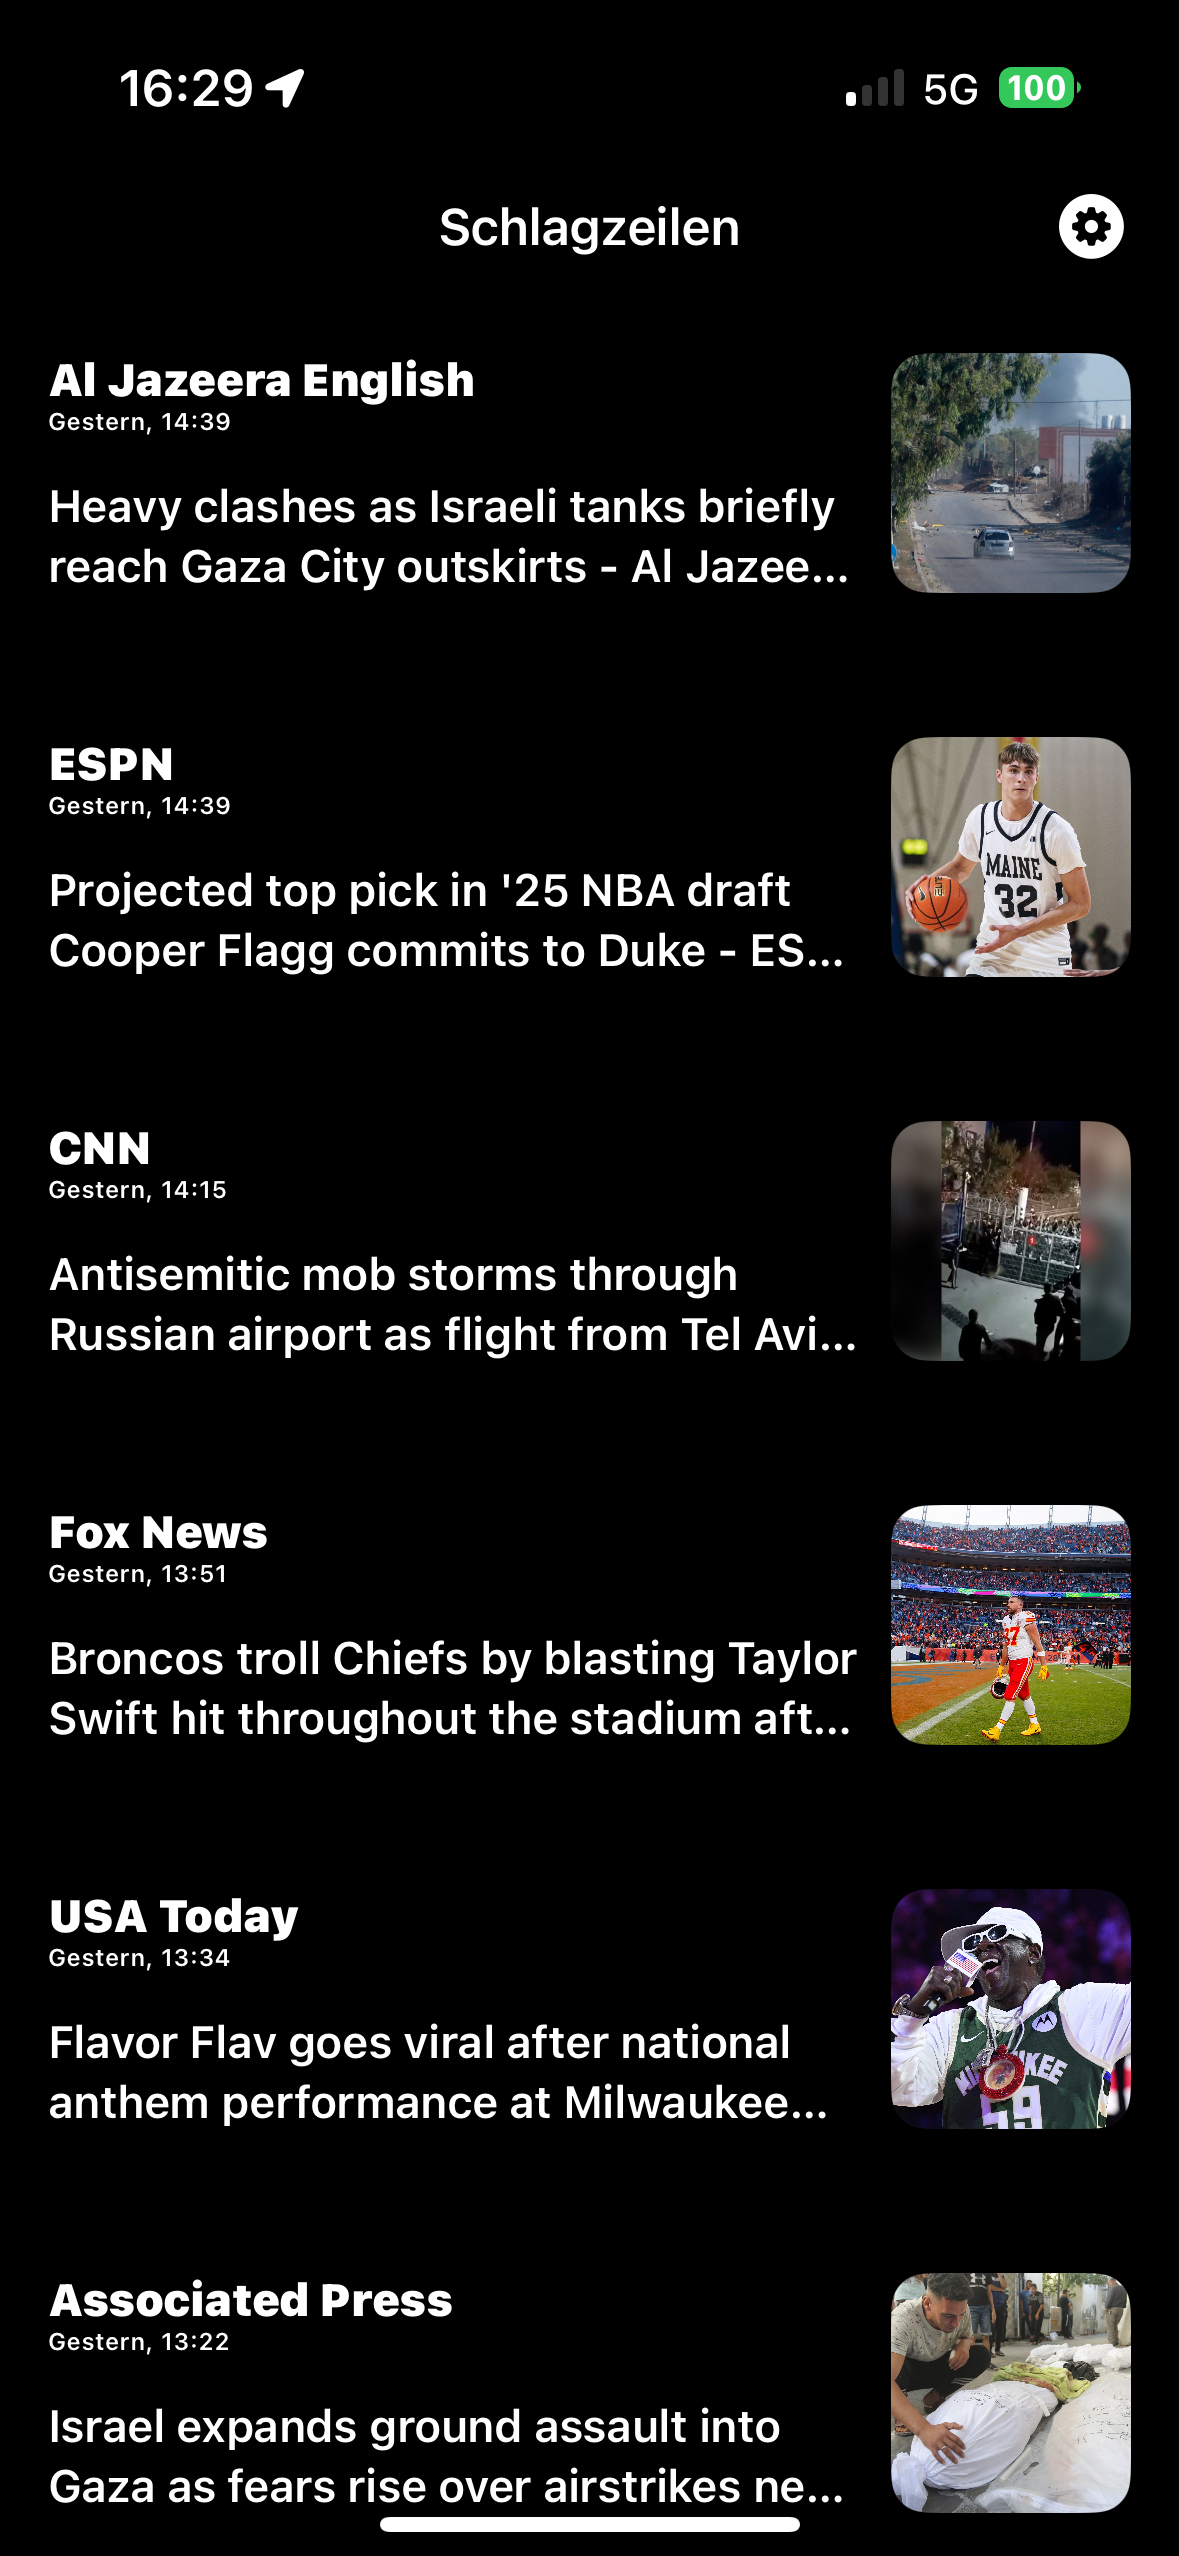 16:29
5G
100
Schlagzeilen
Al Jazeera English
Gestern, 14:39
Heavy clashes as Israeli tanks briefly
reach Gaza City outskirts - Al Jazee...
ESPN
Gestern, 14:39
Projected top pick in '25 NBA draft
Cooper Flagg commits to Duke - ES...
MAINE
32
CNN
Gestern, 14:15
Antisemitic mob storms through
Russian airport as flight from Tel Avi...
Fox News
Gestern, 13:51
Broncos troll Chiefs by blasting Taylor
Swift hit throughout the stadium aft...
USA Today
Gestern, 13:34
Flavor Flav goes viral after national
anthem performance at Milwaukee...
Associated Press
Gestern, 13:22
Israel expands ground assault into
Gaza as fears rise over airstrikes ne...